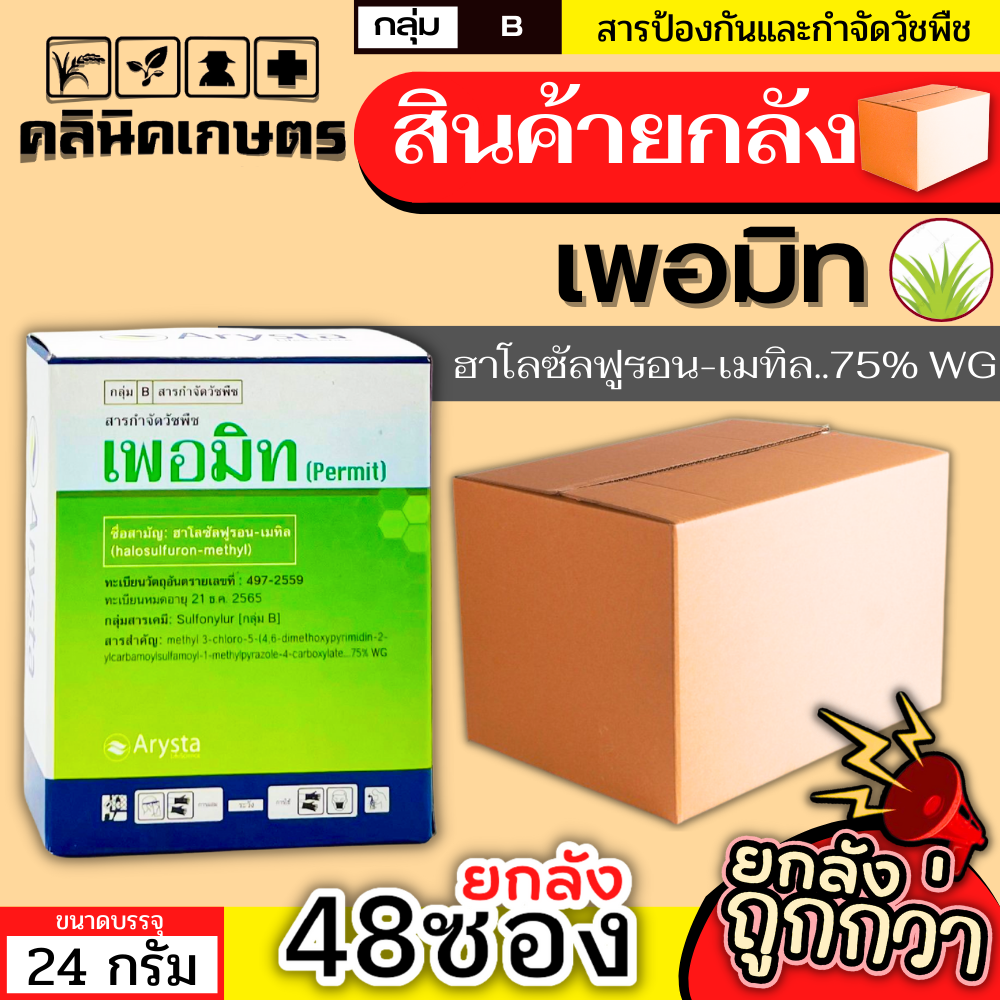 กลุ่ม B สารป้องกันและกำจัดวัชพืช
คลินิคเกษตร
สินค้ายกลัง
เพอมิท
ฮาโลซัลฟูรอน-เมทิล..75% WG
Arysta
กลุ่ม B สารกำจัดวัชพืช
สารกำจัดวัชพืช
เพอมิท (Permit)
ชื่อสามัญ: ฮาโลซัลฟูรอน-เมทิล
(halosulfuron-methyl)
ทะเบียนวัตถุอันตรายเลขที่ : 497-2559
ทะเบียนหมดอายุ 21 ธ.ค. 2565
กลุ่มสารเคมี: Sulfonylur [กลุ่ม B]
สารสำคัญ: methyl 3-chloro-5-(4,6-dimethoxypyrimidin-2-
ylcarbamoylsulfamoyl-1-methylpyrazole-4-carboxylate...75% WG
Arysta
Arysta
ระวัง
ขนาดบรรจุ
24 กรัม
ยกลัง
48ซอง
ยกลัง
ถูกกว่า